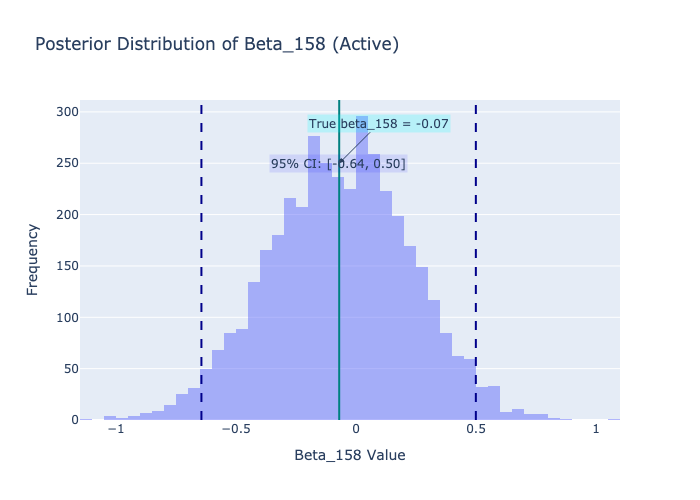 Posterior Distribution of Beta_158 (Active)
300
True beta_158 = -0.07
95% CI: [-0.64, 0.50]
250
200
Frequency
150
100
50
0
−1
−0.5
0
0.5
1
Beta_158 Value